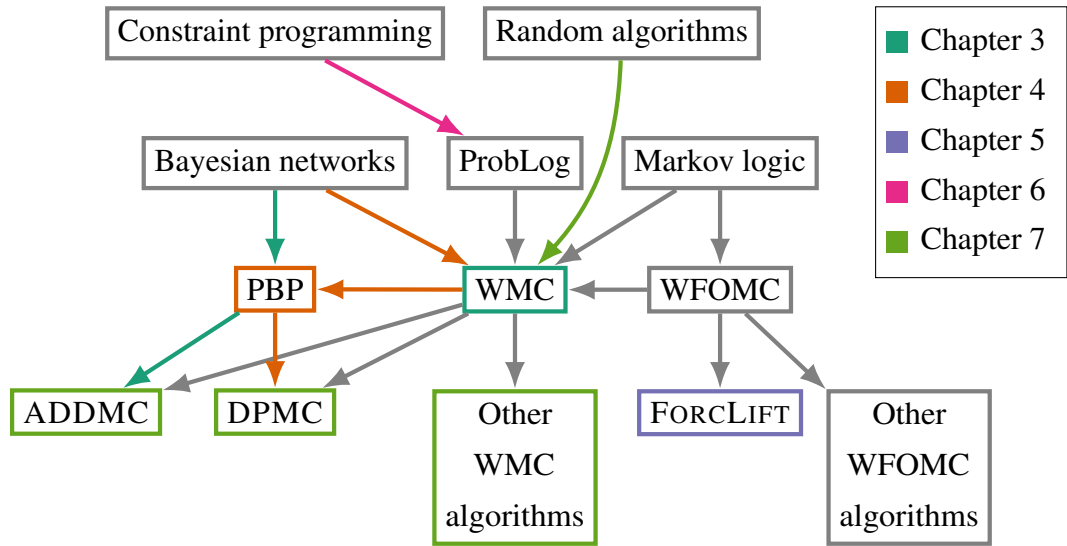 Constraint programming
Random algorithms
Chapter 3
Chapter 4
Chapter 5
Chapter 6
Chapter 7
Bayesian networks
ProbLog
Markov logic
PBP
WMC
WFOMC
ADDMC
DPMC
Other
WMC
algorithms
FORCLIFT
Other
WFOMC
algorithms